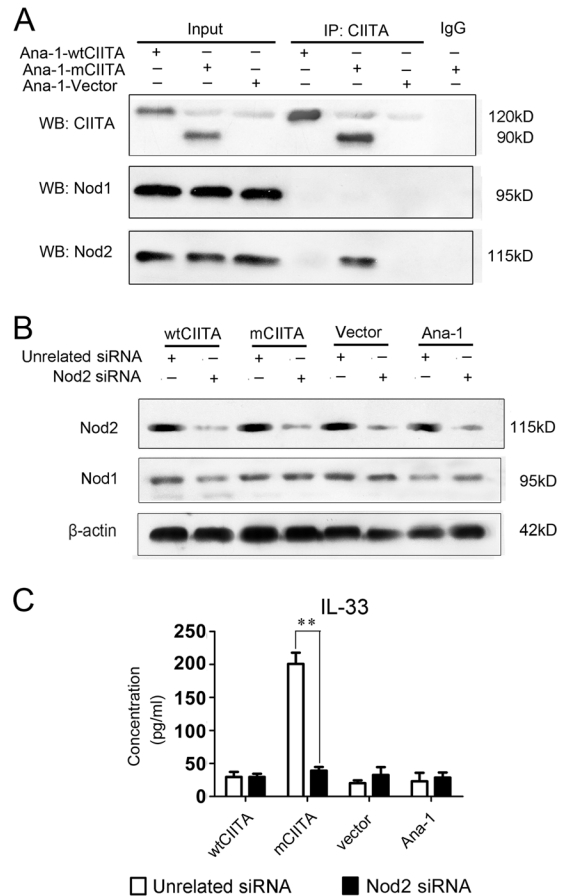 A
Input IP: CIITA IgG
Ana-1-wtCIITA + – – + – – –
Ana-1-mCIITA – + – – + – +
Ana-1-Vector – – + – – + –
WB: CIITA 120kD
90kD
WB: Nod1 95kD
WB: Nod2 115kD
B
wtCIITA mCIITA Vector Ana-1
Unrelated siRNA + – + – + – + –
Nod2 siRNA – + – + – + – +
Nod2 115kD
Nod1 95kD
β-actin 42kD
C
IL-33
**
Concentration
(pg/ml)
250
200
150
100
50
0
wtCIITA mCIITA vector Ana-1
Unrelated siRNA Nod2 siRNA